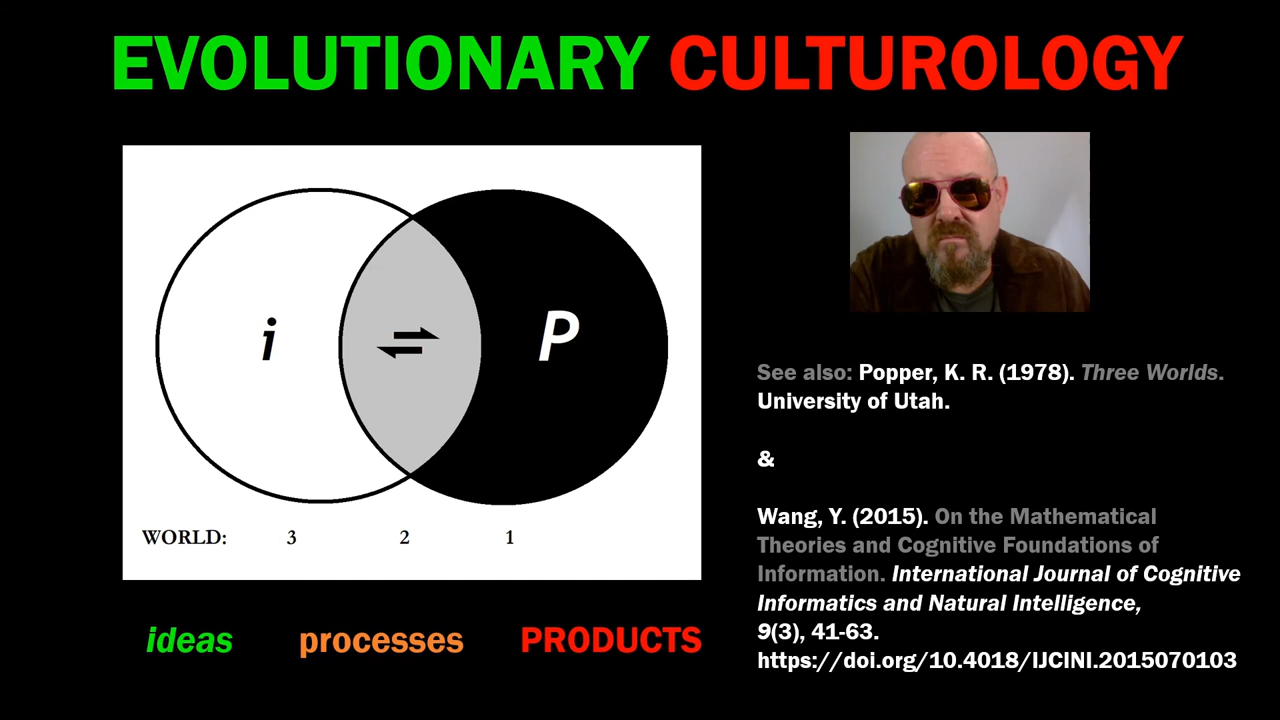 EVOLUTIONARY CULTUROLOGY
i
P
WORLD: 3 2 1
ideas processes PRODUCTS
See also: Popper, K. R. (1978). Three Worlds.
University of Utah.
&
Wang, Y. (2015). On the Mathematical
Theories and Cognitive Foundations of
Information. International Journal of Cognitive
Informatics and Natural Intelligence,
9(3), 41-63.
https://doi.org/10.4018/IJCINI.2015070103